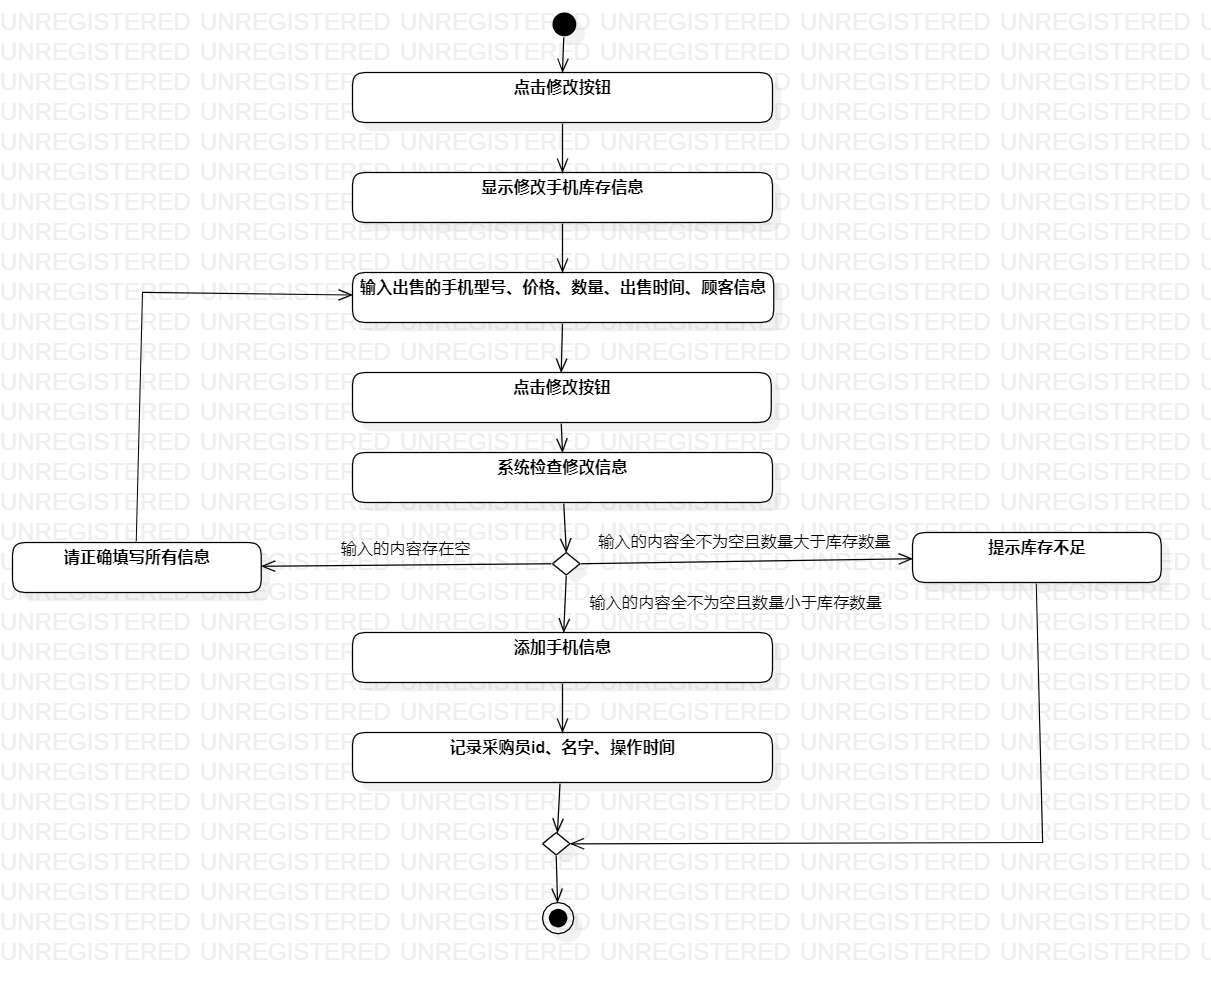 点击修改按钮
显示修改手机库存信息
输入出售的手机型号、价格、数量、出售时间、顾客信息
点击修改按钮
系统检查修改信息
输入的内容存在空
输入的内容全不为空且数量大于库存数量
请正确填写所有信息
提示库存不足
输入的内容全不为空且数量小于库存数量
添加手机信息
记录采购员id、名字、操作时间
UNREGISTERED